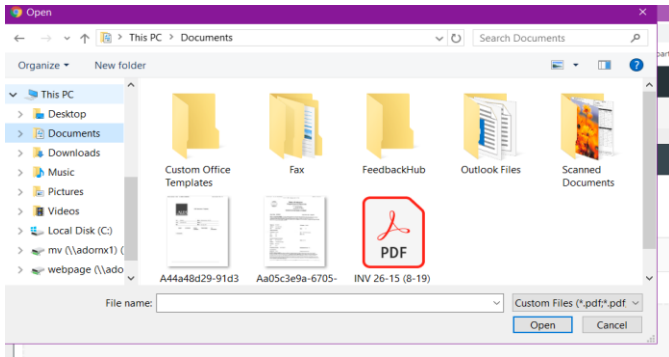 Open
This PC > Documents
Search Documents
Organize
New folder
This PC
Desktop
Documents
Downloads
Music
Pictures
Videos
Local Disk (C:)
mv (\\adornx1) (
webpage (\\ado
Custom Office
Templates
Fax
FeedbackHub
Outlook Files
Scanned
Documents
PDF
A44a48d29-91d3
Aa05c3e9a-6705-
INV 26-15 (8-19)
File name:
Custom Files (*.pdf;*.pdf
Open
Cancel